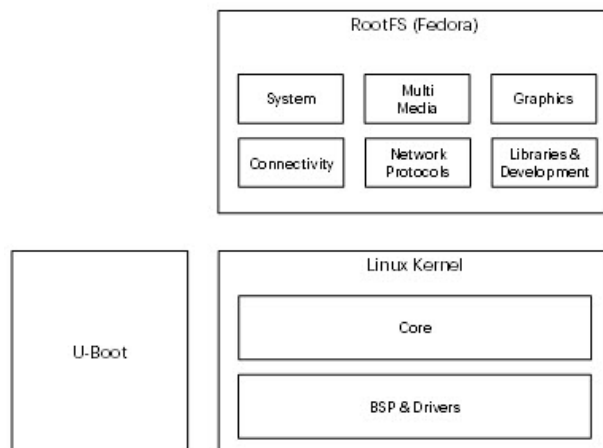 RootFS (Fedora)
System
Multi
Media
Graphics
Connectivity
Network
Protocols
Libraries &
Development
Linux Kernel
Core
U-Boot
BSP & Drivers